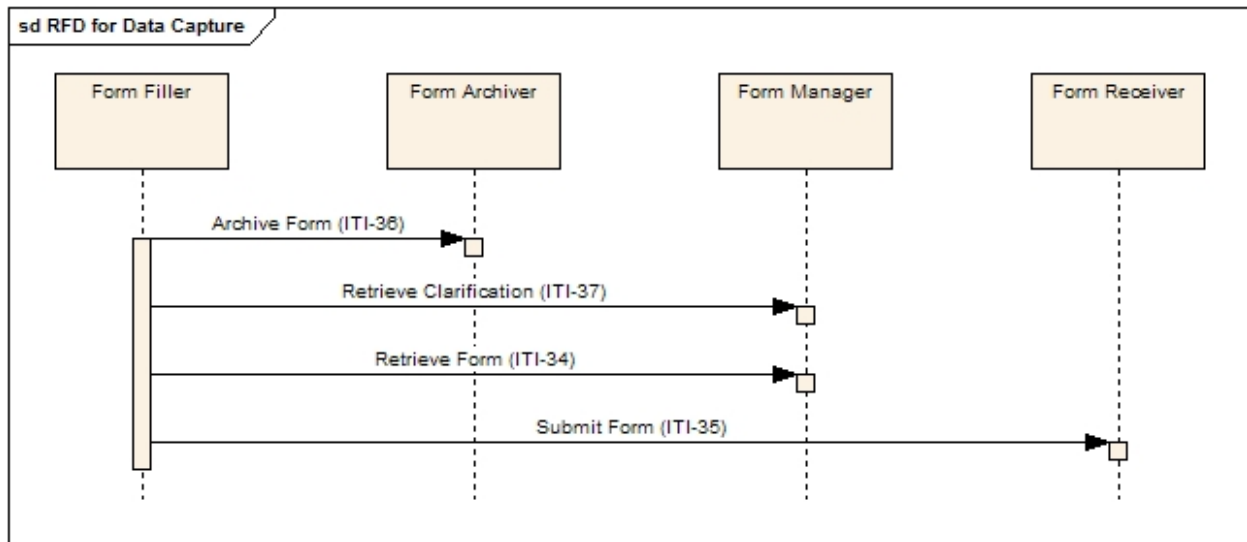 sd RFD for Data Capture
Form Filler
Form Archiver
Form Manager
Form Receiver
Archive Form (ITI-36)
Retrieve Clarification (ITI-37)
Retrieve Form (ITI-34)
Submit Form (ITI-35)